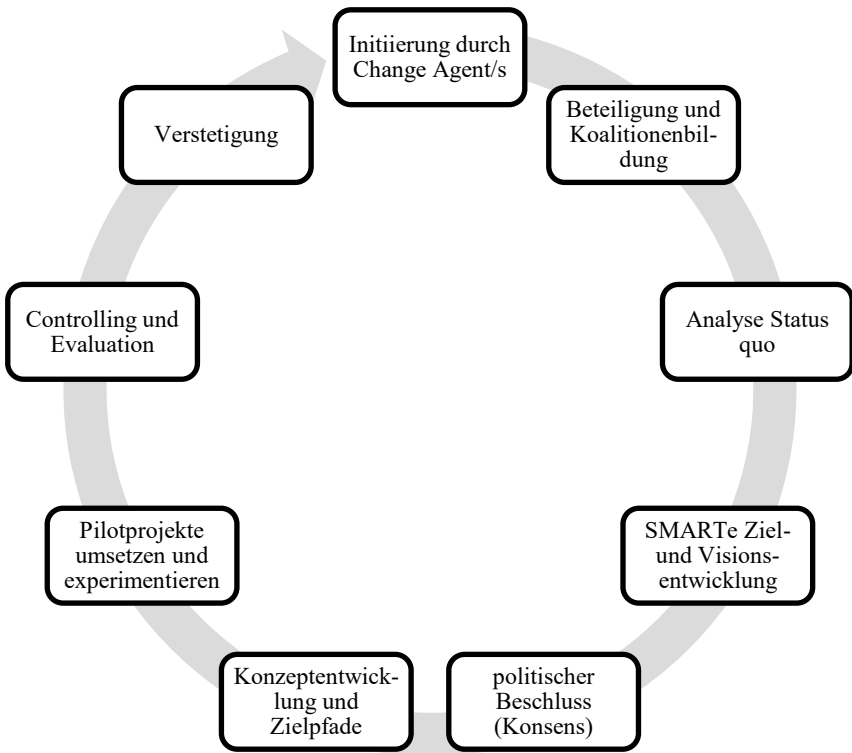 Initiierung durch
Change Agent/s
Beteiligung und
Koalitionenbil-
dung
Analyse Status
quo
SMARTe Ziel-
und Visions-
entwicklung
politischer
Beschluss
(Konsens)
Konzeptentwick-
lung und
Zielpfade
Pilotprojekte
umsetzen und
experimentieren
Controlling und
Evaluation
Verstetigung